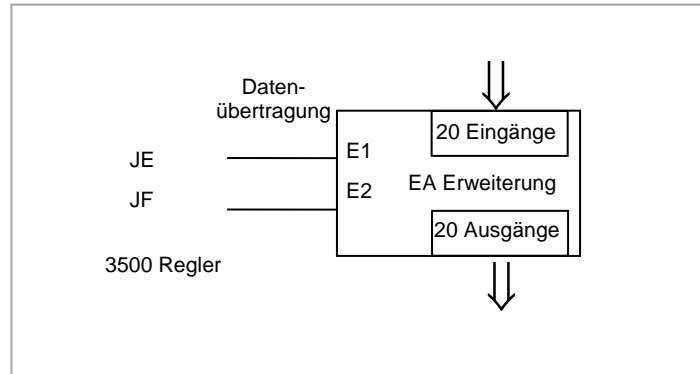 Daten-
übertragung
20 Eingänge
JE
E1
EA Erweiterung
JF
E2
20 Ausgänge
3500 Regler